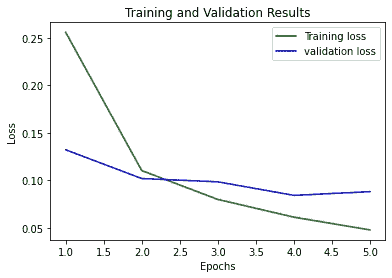 Training and Validation Results
Training loss
validation loss
Loss
0.25
0.20
0.15
0.10
0.05
1.0 1.5 2.0 2.5 3.0 3.5 4.0 4.5 5.0
Epochs